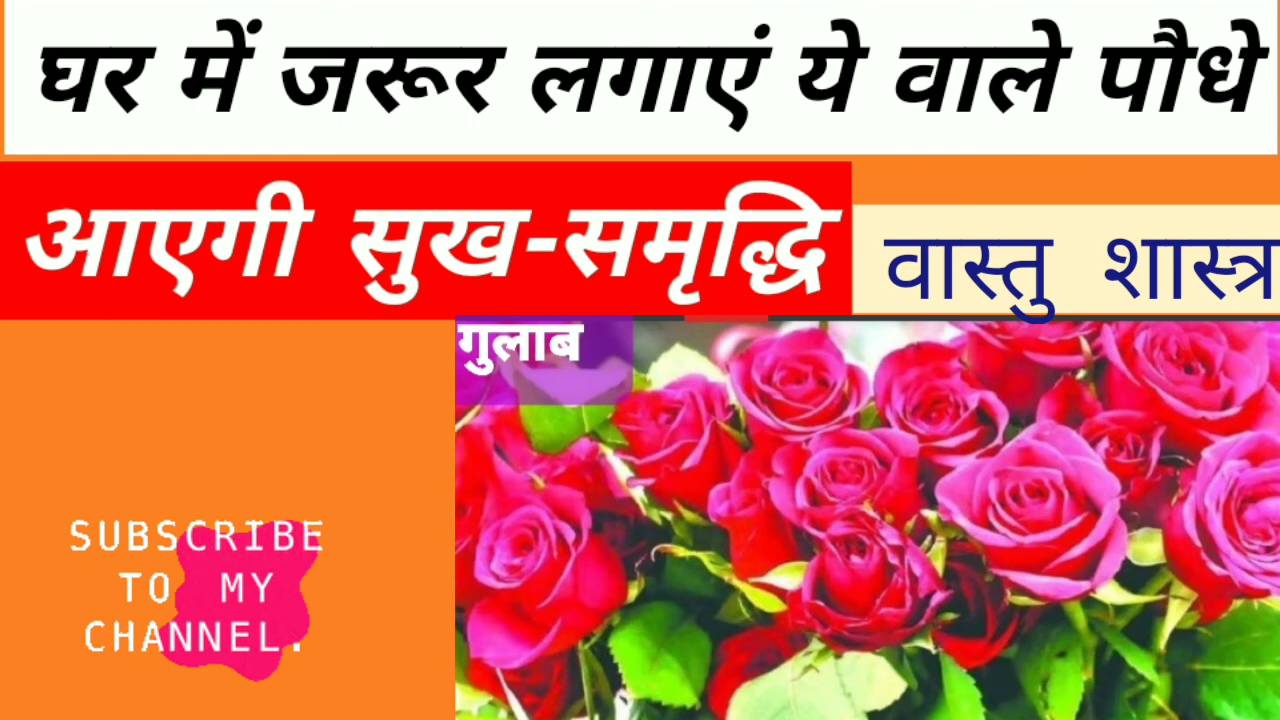 घर में जरूर लगाएं ये वाले पौधे
आएगी सुख-समृद्धि
वास्तु शास्त्र
गुलाब
SUBSCRIBE
TO MY
CHANNEL.